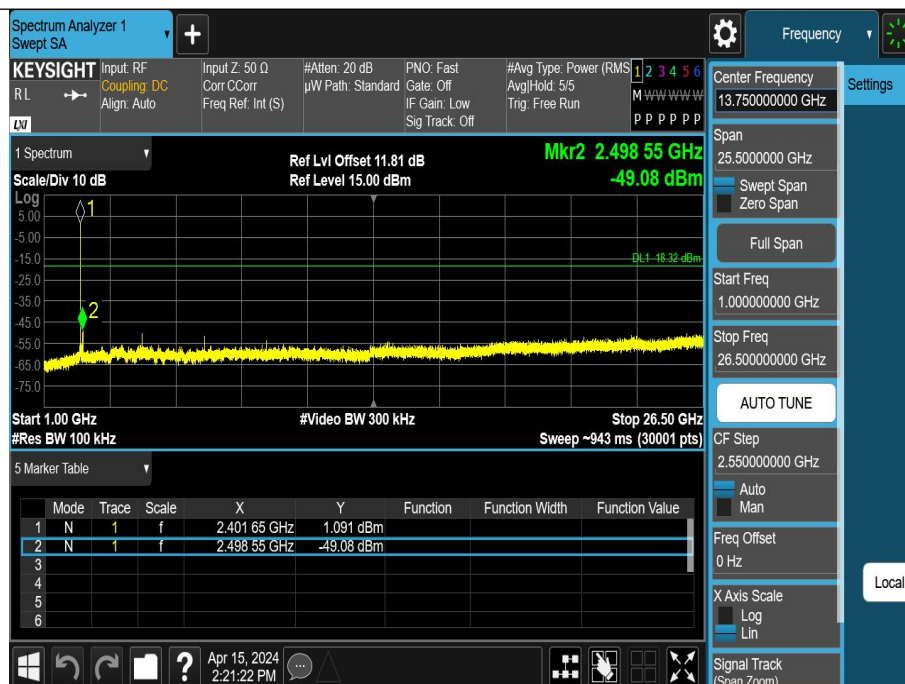 Spectrum Analyzer 1
Swept SA
+
Frequency
KEYSIGHT
RL
LXI
Input: RF
Coupling: DC
Align: Auto
Input Z: 50 Ω
Corr CCorr
Freq Ref: Int (S)
#Atten: 20 dB
µW Path: Standard
PNO: Fast
Gate: Off
IF Gain: Low
Sig Track: Off
#Avg Type: Power (RMS
Avg|Hold: 5/5
Trig: Free Run
1 2 3 4 5 6
M W W W W W
P P P P P P
1 Spectrum
Scale/Div 10 dB
Ref Lvl Offset 11.81 dB
Ref Level 15.00 dBm
Mkr2 2.498 55 GHz
-49.08 dBm
Log
5.00
-5.00
-15.0
-25.0
-35.0
-45.0
-55.0
-65.0
-75.0
1
2
DL1 -18.32 dBm
Start 1.00 GHz
#Res BW 100 kHz
#Video BW 300 kHz
Stop 26.50 GHz
Sweep ~943 ms (30001 pts)
5 Marker Table
Mode Trace Scale X Y Function Function Width Function Value
1 N 1 f 2.401 65 GHz 1.091 dBm
2 N 1 f 2.498 55 GHz -49.08 dBm
3
4
5
6
?
Apr 15, 2024
2:21:22 PM
Center Frequency
13.750000000 GHz
Settings
Span
25.5000000 GHz
Swept Span
Zero Span
Full Span
Start Freq
1.000000000 GHz
Stop Freq
26.500000000 GHz
AUTO TUNE
CF Step
2.550000000 GHz
Auto
Man
Freq Offset
0 Hz
Local
X Axis Scale
Log
Lin
Signal Track
(Span Zoom)